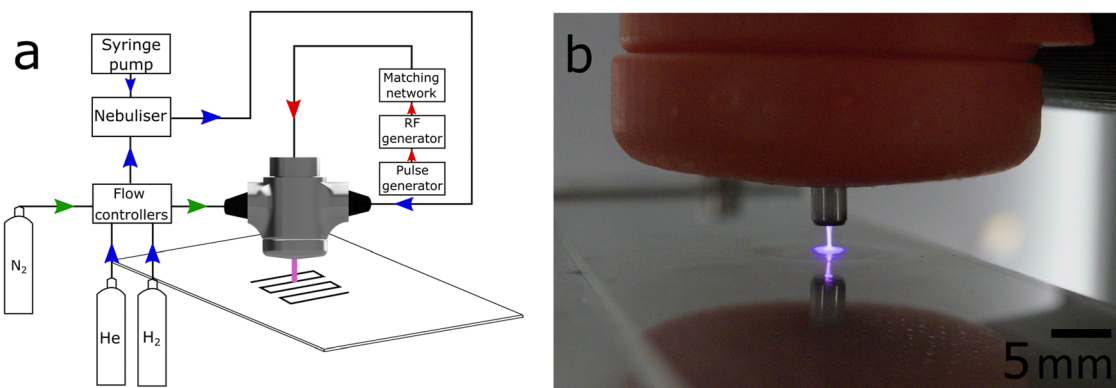 a
Syringe
pump
Nebuliser
Flow
controllers
N2
He
H2
Matching
network
RF
generator
Pulse
generator
b
5 mm